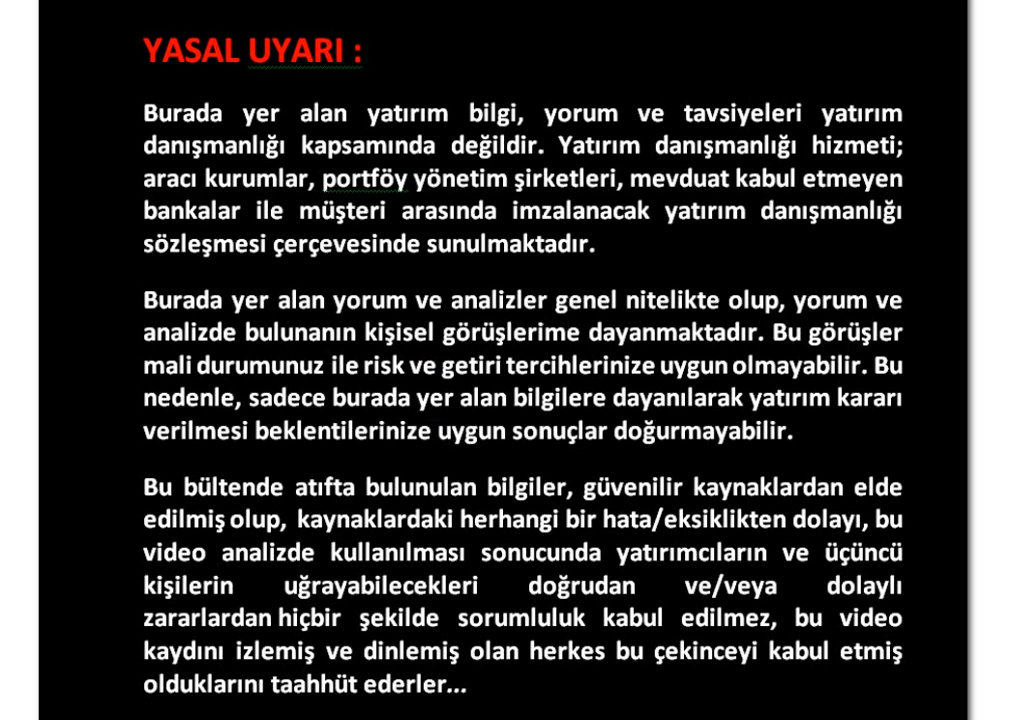 YASAL UYARI :
Burada yer alan yatırım bilgi, yorum ve tavsiyeleri yatırım
danışmanlığı kapsamında değildir. Yatırım danışmanlığı hizmeti;
aracı kurumlar, portföy yönetim şirketleri, mevduat kabul etmeyen
bankalar ile müşteri arasında imzalanacak yatırım danışmanlığı
sözleşmesi çerçevesinde sunulmaktadır.
Burada yer alan yorum ve analizler genel nitelikte olup, yorum ve
analizde bulunanın kişisel görüşlerime dayanmaktadır. Bu görüşler
mali durumunuz ile risk ve getiri tercihlerinize uygun olmayabilir. Bu
nedenle, sadece burada yer alan bilgilere dayanılarak yatırım kararı
verilmesi beklentilerinize uygun sonuçlar doğurmayabilir.
Bu bültende atıfta bulunulan bilgiler, güvenilir kaynaklardan elde
edilmiş olup, kaynaklardaki herhangi bir hata/eksiklikten dolayı, bu
video analizde kullanılması sonucunda yatırımcıların ve üçüncü
kişilerin uğrayabilecekleri doğrudan ve/veya dolaylı
zararlardan hiçbir şekilde sorumluluk kabul edilmez, bu video
kaydını izlemiş ve dinlemiş olan herkes bu çekinceyi kabul etmiş
olduklarını taahhüt ederler...